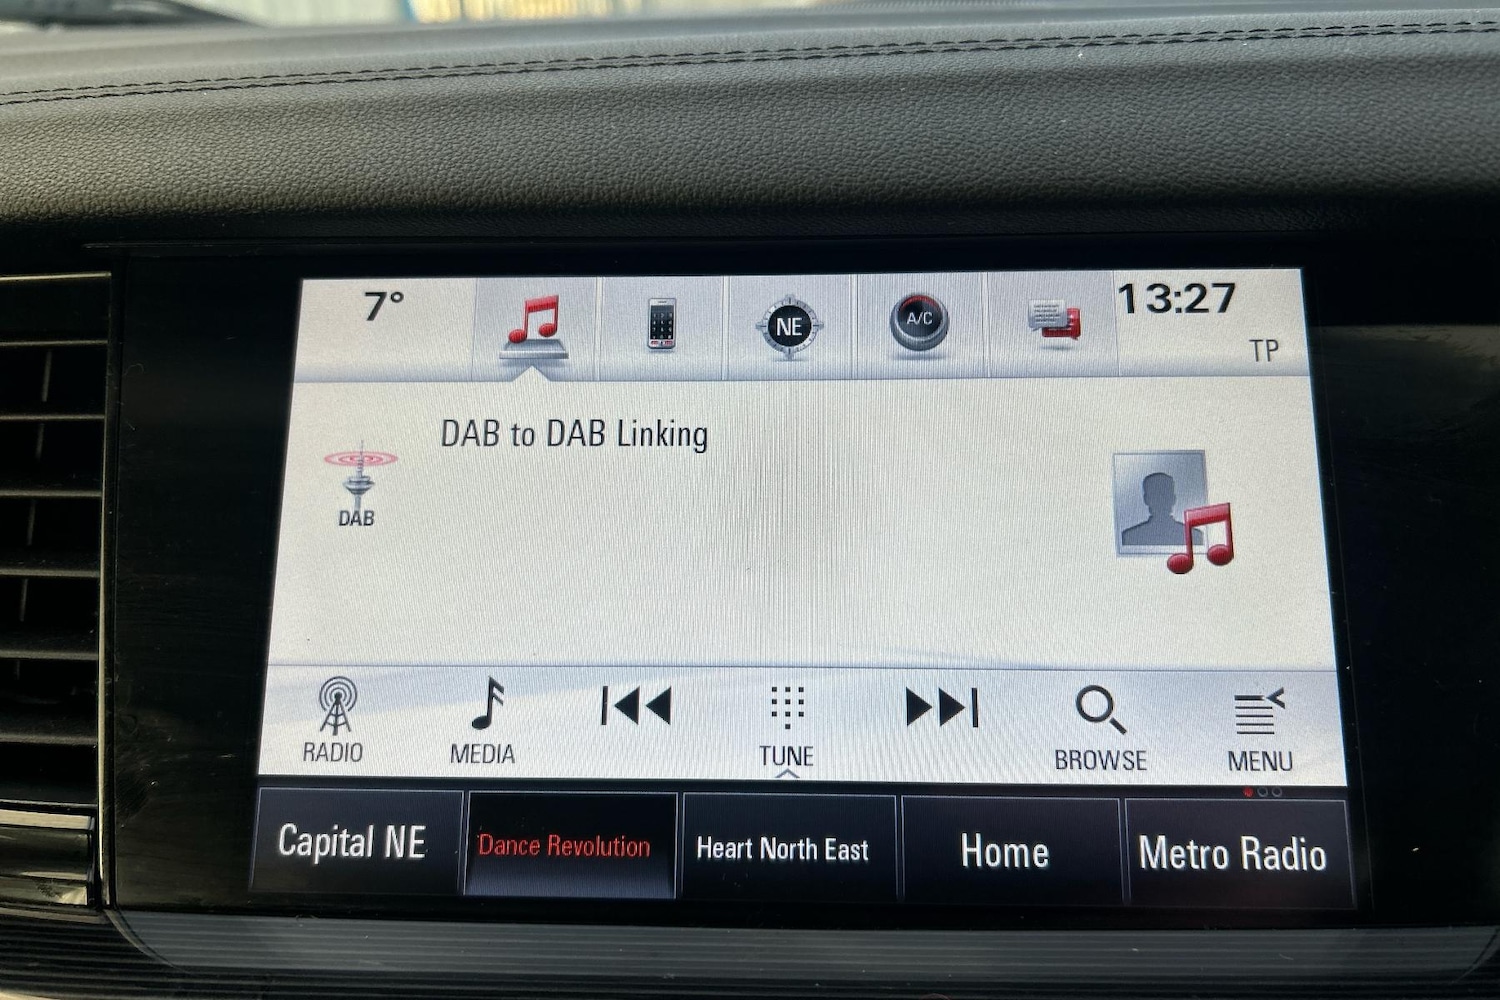 7°
NE
A/C
13:27
TP
DAB to DAB Linking
DAB
RADIO
MEDIA
TUNE
BROWSE
MENU
Capital NE
Dance Revolution
Heart North East
Home
Metro Radio